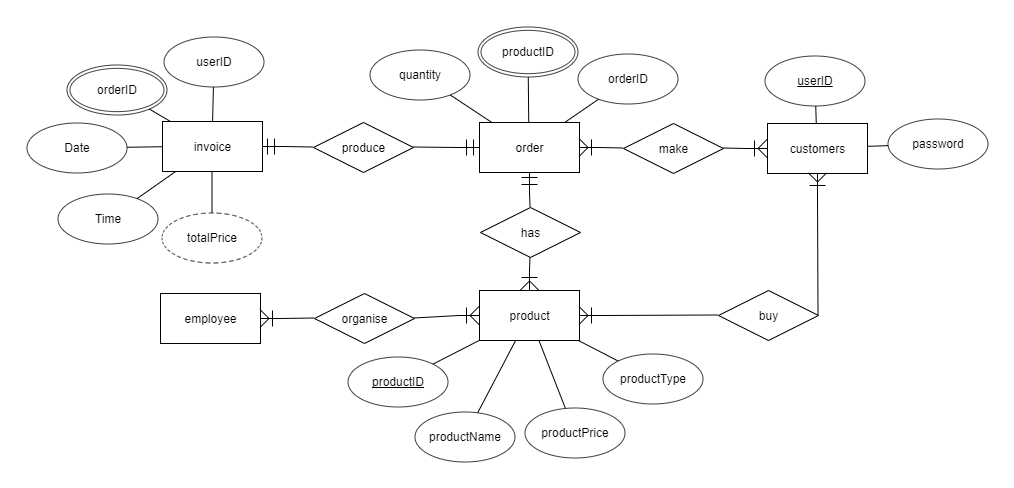 productID
userID
quantity
orderID
userID
orderID
Date
invoice
produce
order
make
customers
password
Time
totalPrice
has
employee
organise
product
buy
productID
productType
productName
productPrice